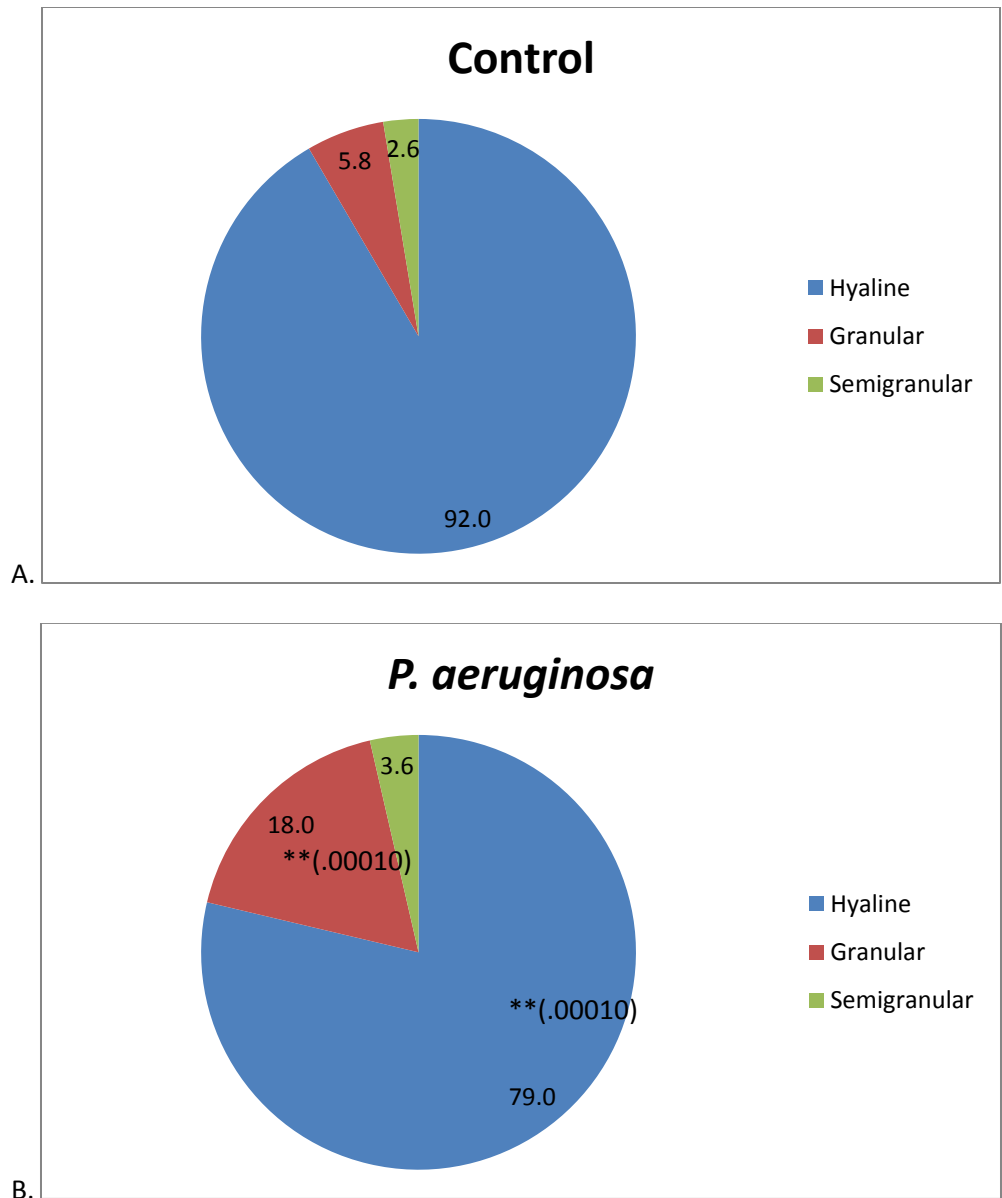 Control
5.8
2.6
92.0
Hyaline
Granular
Semigranular
A.
P. aeruginosa
3.6
18.0
**(.00010)
**(.00010)
79.0
Hyaline
Granular
Semigranular
B.